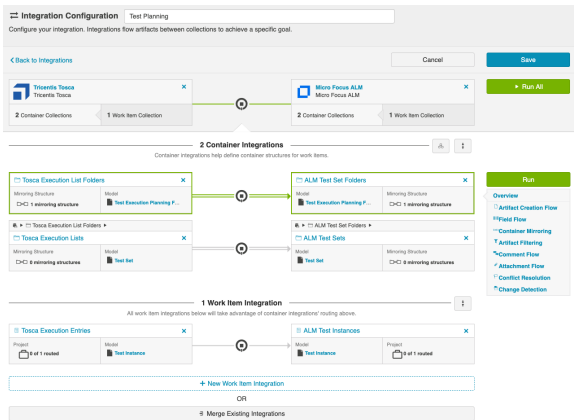 Integration Configuration Test Planning
Configure your integration. Integrations flow artifacts between collections to achieve a specific goal.
Back to Integrations
Cancel
Save
Tricentis Tosca
Tricentis Tosca
2 Container Collections
1 Work Item Collection
Micro Focus ALM
Micro Focus ALM
2 Container Collections
1 Work Item Collection
Run All
2 Container Integrations
Container integrations help define container structures for work items.
Tosca Execution List Folders
Mirroring Structure
1 mirroring structure
Model
Test Execution Planning F...
ALM Test Set Folders
Model
Test Execution Planning F...
Mirroring Structure
1 mirroring structure
Tosca Execution List Folders
Tosca Execution Lists
Mirroring Structure
0 mirroring structures
Model
Test Set
ALM Test Set Folders
ALM Test Sets
Model
Test Set
Mirroring Structure
0 mirroring structures
Run
Overview
Artifact Creation Flow
Field Flow
Container Mirroring
Artifact Filtering
Comment Flow
Attachment Flow
Conflict Resolution
Change Detection
1 Work Item Integration
All work item integrations below will take advantage of container integrations' routing above.
Tosca Execution Entries
Project
0 of 1 routed
Model
Test Instance
ALM Test Instances
Model
Test Instance
Project
0 of 1 routed
+ New Work Item Integration
OR
Merge Existing Integrations